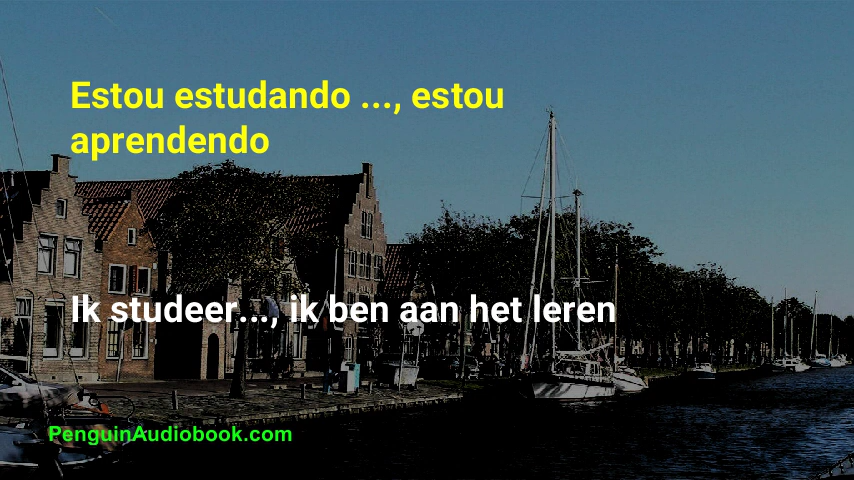 Estou estudando ..., estou
aprendendo
Ik studeer..., ik ben aan het leren
PenguinAudiobook.com